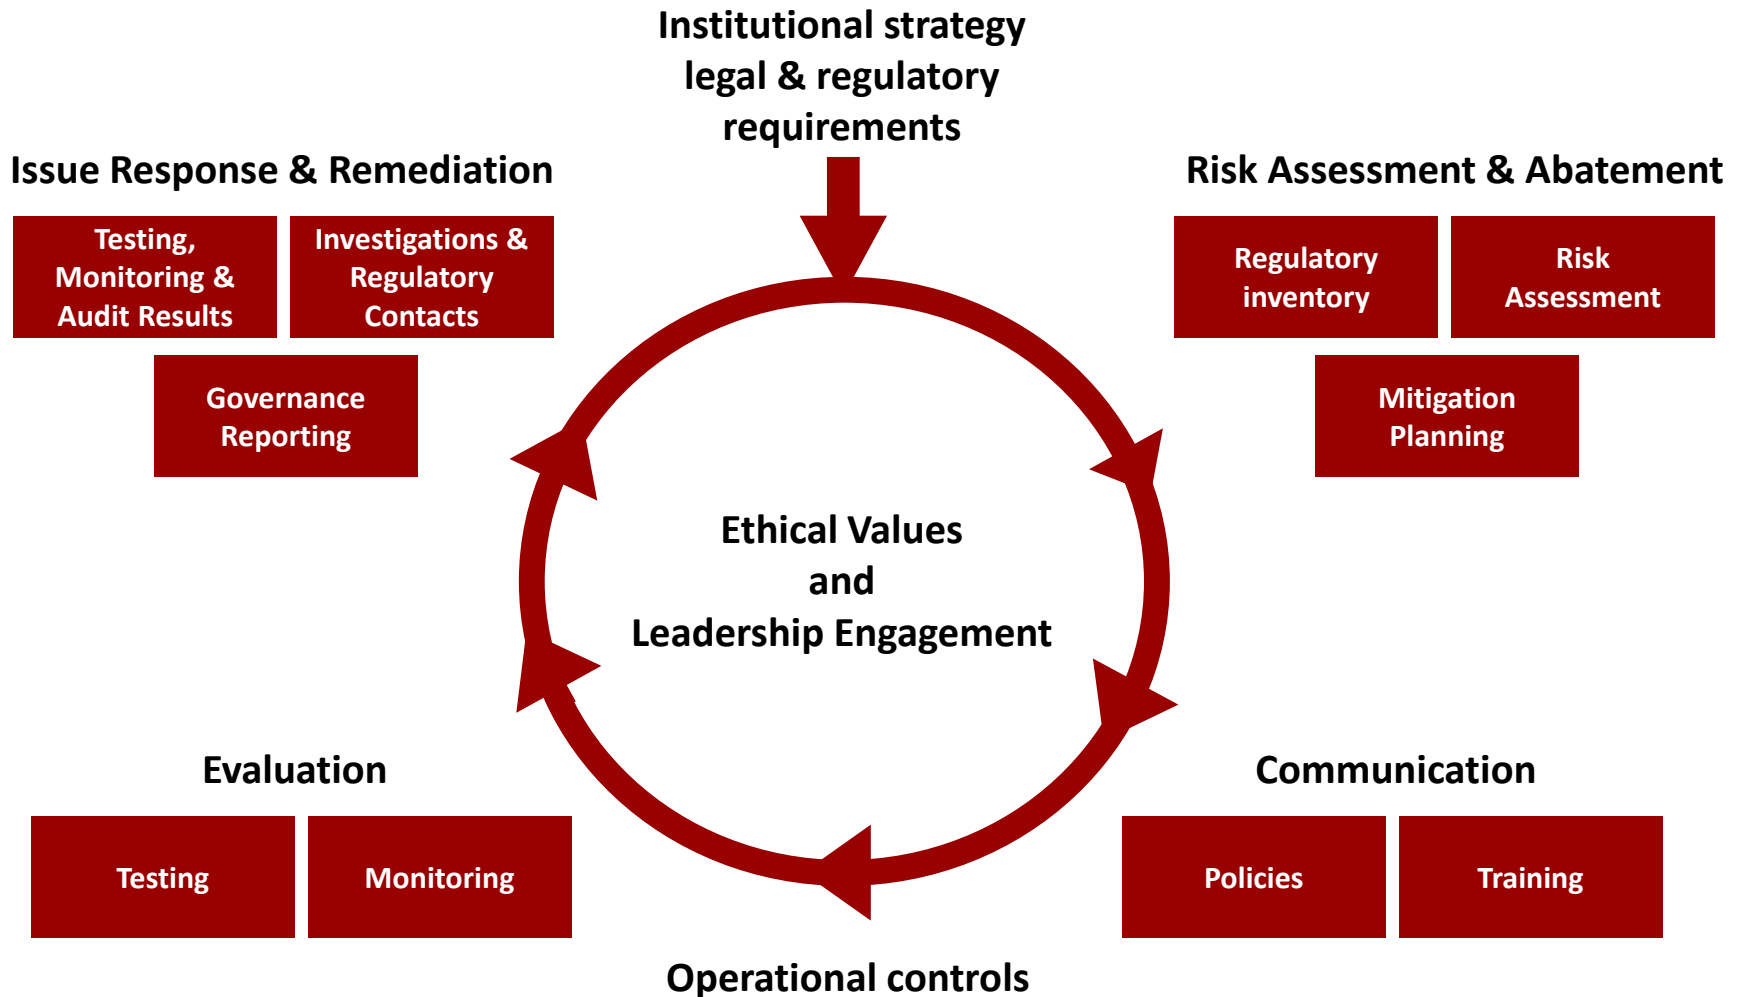 Institutional strategy
legal & regulatory
requirements
Issue Response & Remediation
Testing,
Monitoring &
Audit Results
Investigations &
Regulatory
Contacts
Governance
Reporting
Risk Assessment & Abatement
Regulatory
inventory
Risk
Assessment
Mitigation
Planning
Ethical Values
and
Leadership Engagement
Evaluation
Testing
Monitoring
Communication
Policies
Training
Operational controls